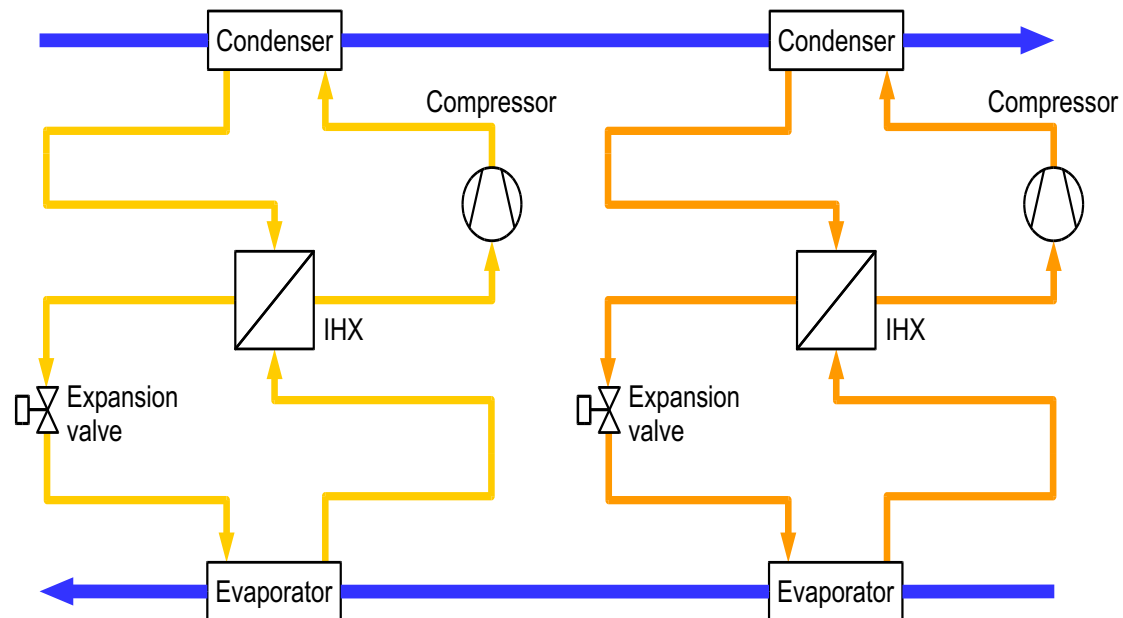 Condenser
Condenser
Compressor
Compressor
IHX
IHX
Expansion
valve
Expansion
valve
Evaporator
Evaporator